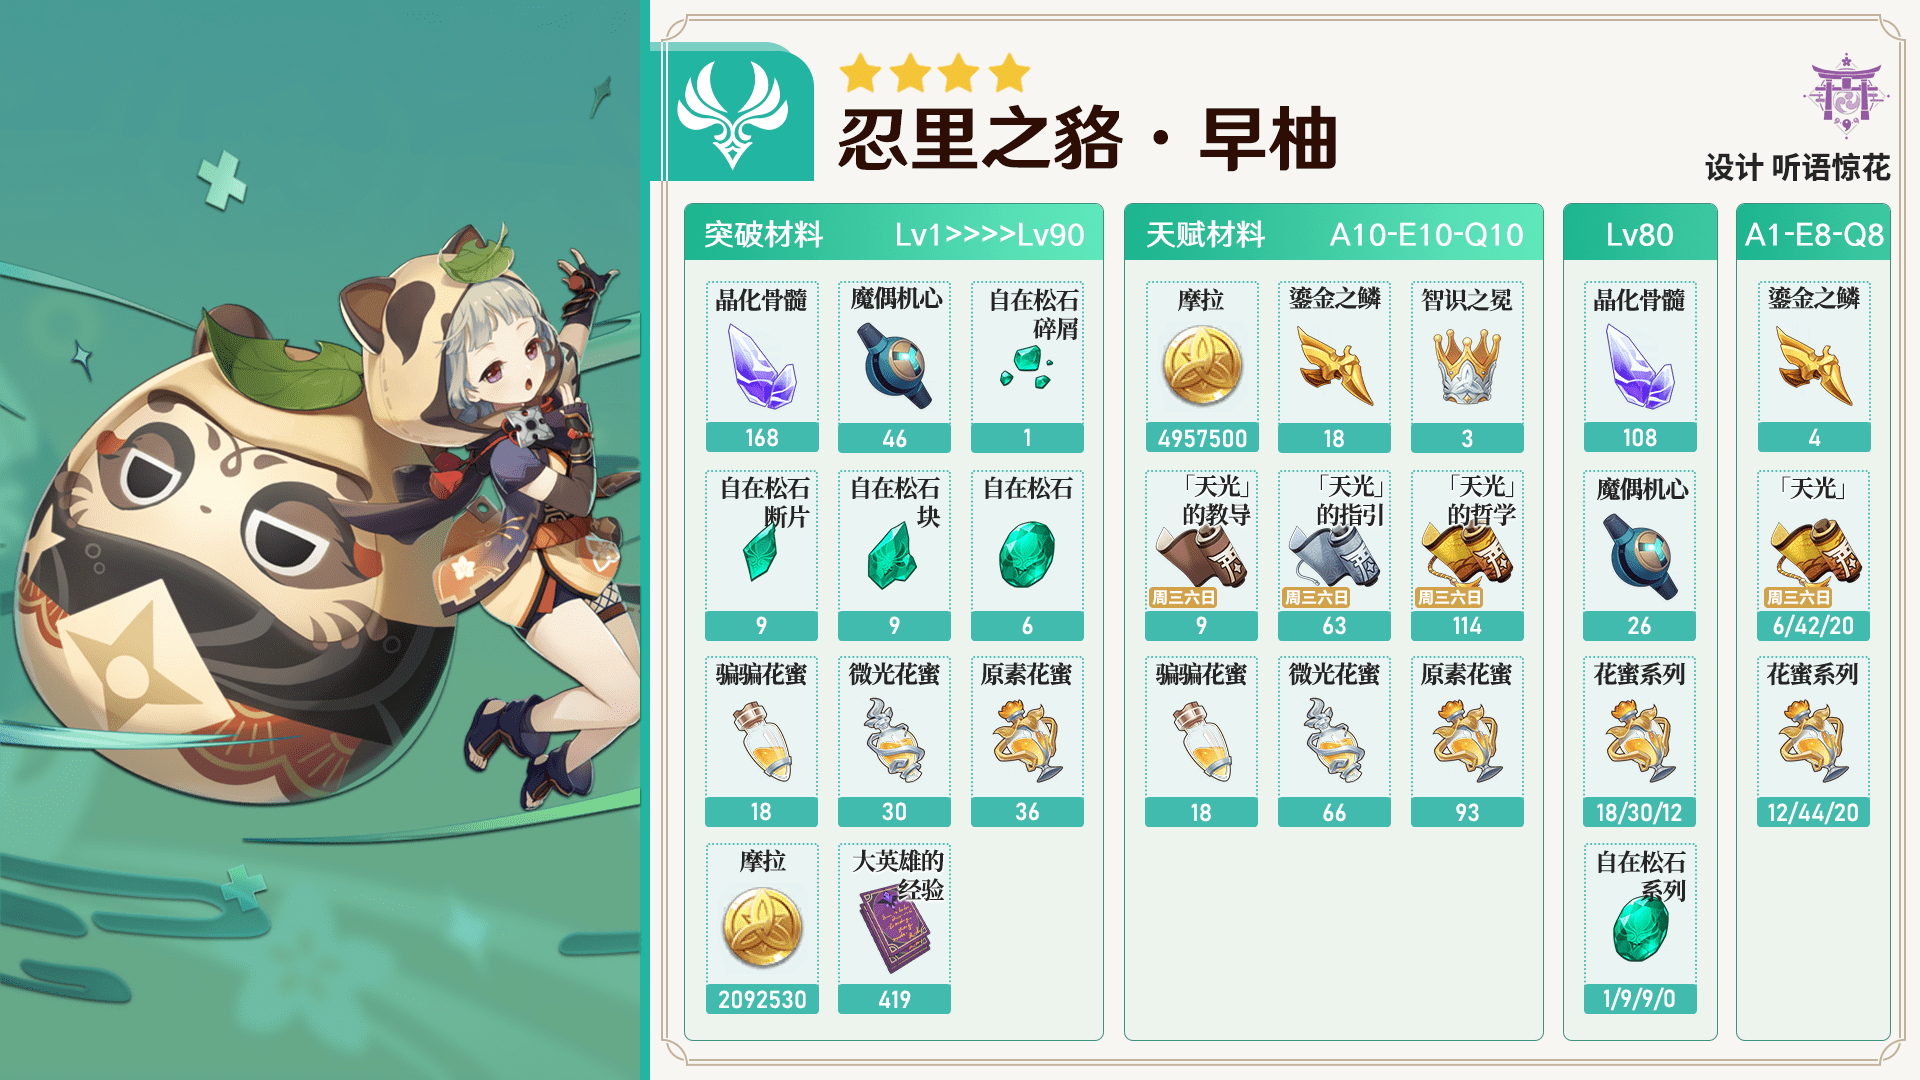 忍里之貉·早柚
设计 听语惊花
突破材料 Lv1>>>>Lv90
晶化骨髓
168
魔偶机心
46
自在松石
碎屑
1
自在松石
断片
9
自在松石
块
9
自在松石
6
骗骗花蜜
18
微光花蜜
30
原素花蜜
36
摩拉
2092530
大英雄的
经验
419
天赋材料 A10-E10-Q10
摩拉
4957500
鎏金之鳞
18
智识之冕
3
「天光」
的教导
周三六日
9
「天光」
的指引
周三六日
63
「天光」
的哲学
周三六日
114
骗骗花蜜
18
微光花蜜
66
原素花蜜
93
Lv80
晶化骨髓
108
魔偶机心
26
花蜜系列
18/30/12
自在松石
系列
1/9/9/0
A1-E8-Q8
鎏金之鳞
4
「天光」
周三六日
6/42/20
花蜜系列
12/44/20